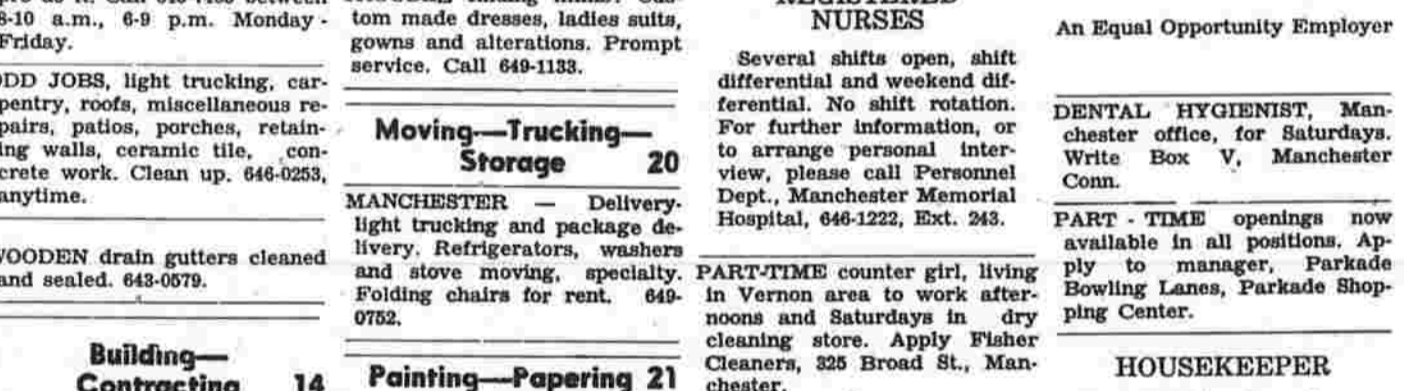 8-10 a.m., 6-9 p.m. Monday -
Friday.
ODD JOBS, light trucking, car-
pentry, roofs, miscellaneous re-
pairs, patios, porches, retain-
ing walls, ceramic tile, con-
crete work. Clean up. 646-0253,
anytime.
WOODEN drain gutters cleaned
and sealed. 643-0579.
Building—
Contracting 14
tom made dresses, ladies suits,
gowns and alterations. Prompt
service. Call 649-1133.
Moving—Trucking—
Storage 20
MANCHESTER — Delivery-
light trucking and package de-
livery. Refrigerators, washers
and stove moving, specialty.
Folding chairs for rent. 649-
0752.
Painting—Papering 21
REGISTERED
NURSES
Several shifts open, shift
differential and weekend dif-
ferential. No shift rotation.
For further information, or
to arrange personal inter-
view, please call Personnel
Dept., Manchester Memorial
Hospital, 646-1222, Ext. 243.
PART-TIME counter girl, living
in Vernon area to work after-
noons and Saturdays in dry
cleaning store. Apply Fisher
Cleaners, 325 Broad St., Man-
chester.
An Equal Opportunity Employer
DENTAL HYGIENIST, Man-
chester office, for Saturdays.
Write Box V, Manchester
Conn.
PART - TIME openings now
available in all positions. Ap-
ply to manager, Parkade
Bowling Lanes, Parkade Shop-
ping Center.
HOUSEKEEPER